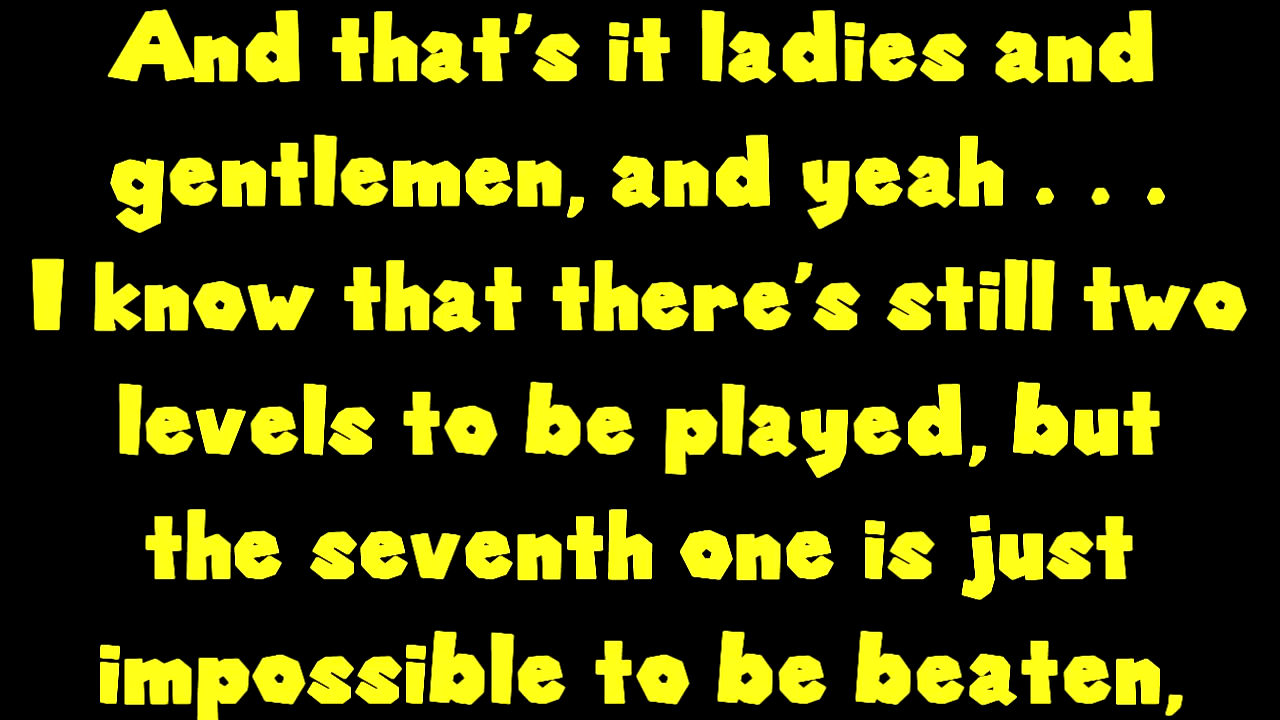 And that's it ladies and
gentlemen, and yeah . . .
I know that there's still two
levels to be played, but
the seventh one is just
impossible to be beaten,